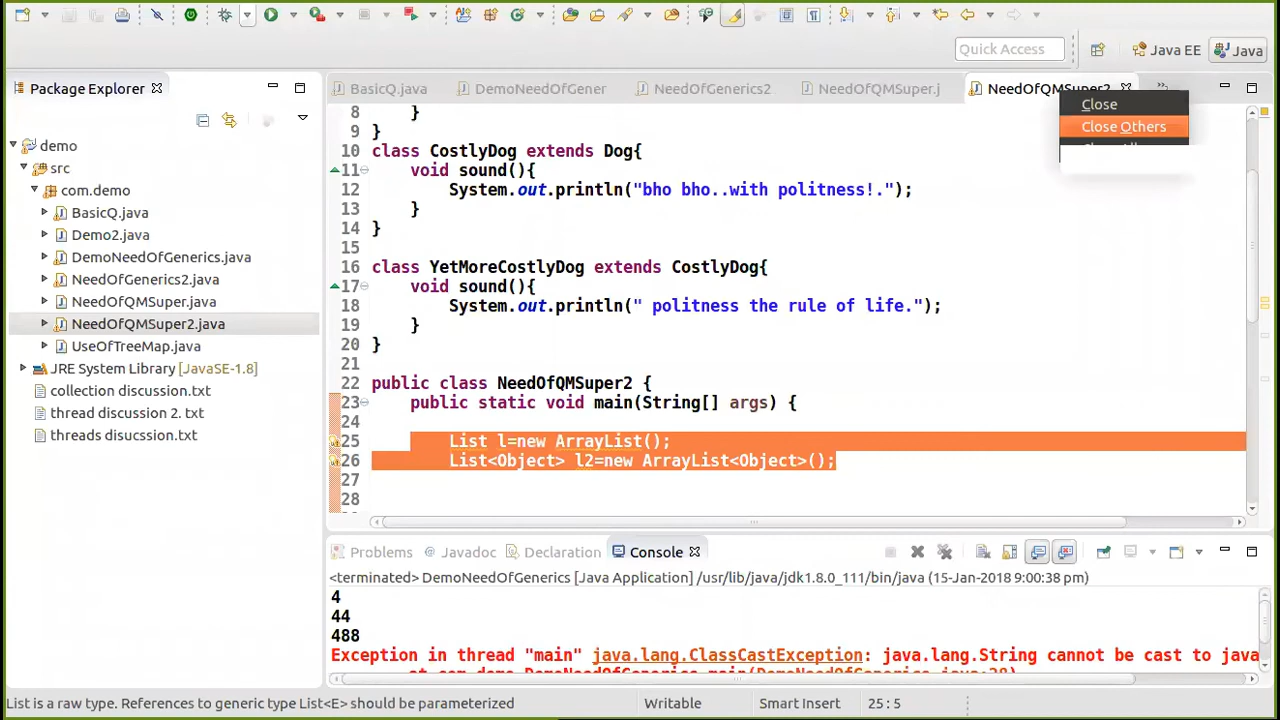 Quick Access
Java EE
Java
Package Explorer
BasicQ.java
DemoNeedOfGener
NeedOfGenerics2
NeedOfQMSuper.j
NeedOfQMSuper2
Close
Close Others
demo
src
com.demo
BasicQ.java
Demo2.java
DemoNeedOfGenerics.java
NeedOfGenerics2.java
NeedOfQMSuper.java
NeedOfQMSuper2.java
UseOfTreeMap.java
JRE System Library [JavaSE-1.8]
collection discussion.txt
thread discussion 2. txt
threads disucssion.txt
8 }
9 }
10 class CostlyDog extends Dog{
11 void sound(){
12 System.out.println("bho bho..with politness!.");
13 }
14 }
15
16 class YetMoreCostlyDog extends CostlyDog{
17 void sound(){
18 System.out.println(" politness the rule of life.");
19 }
20 }
21
22 public class NeedOfQMSuper2 {
23 public static void main(String[] args) {
24
25 List l=new ArrayList();
26 List<Object> l2=new ArrayList<Object>();
27
28
Problems
Javadoc
Declaration
Console
<terminated> DemoNeedOfGenerics [Java Application] /usr/lib/java/jdk1.8.0_111/bin/java (15-Jan-2018 9:00:38 pm)
4
44
488
Exception in thread "main" java.lang.ClassCastException: java.lang.String cannot be cast to java
at com.demo.DemoNeedOfGenerics.main(DemoNeedOfGenerics.java:28)
List is a raw type. References to generic type List<E> should be parameterized
Writable
Smart Insert
25 : 5